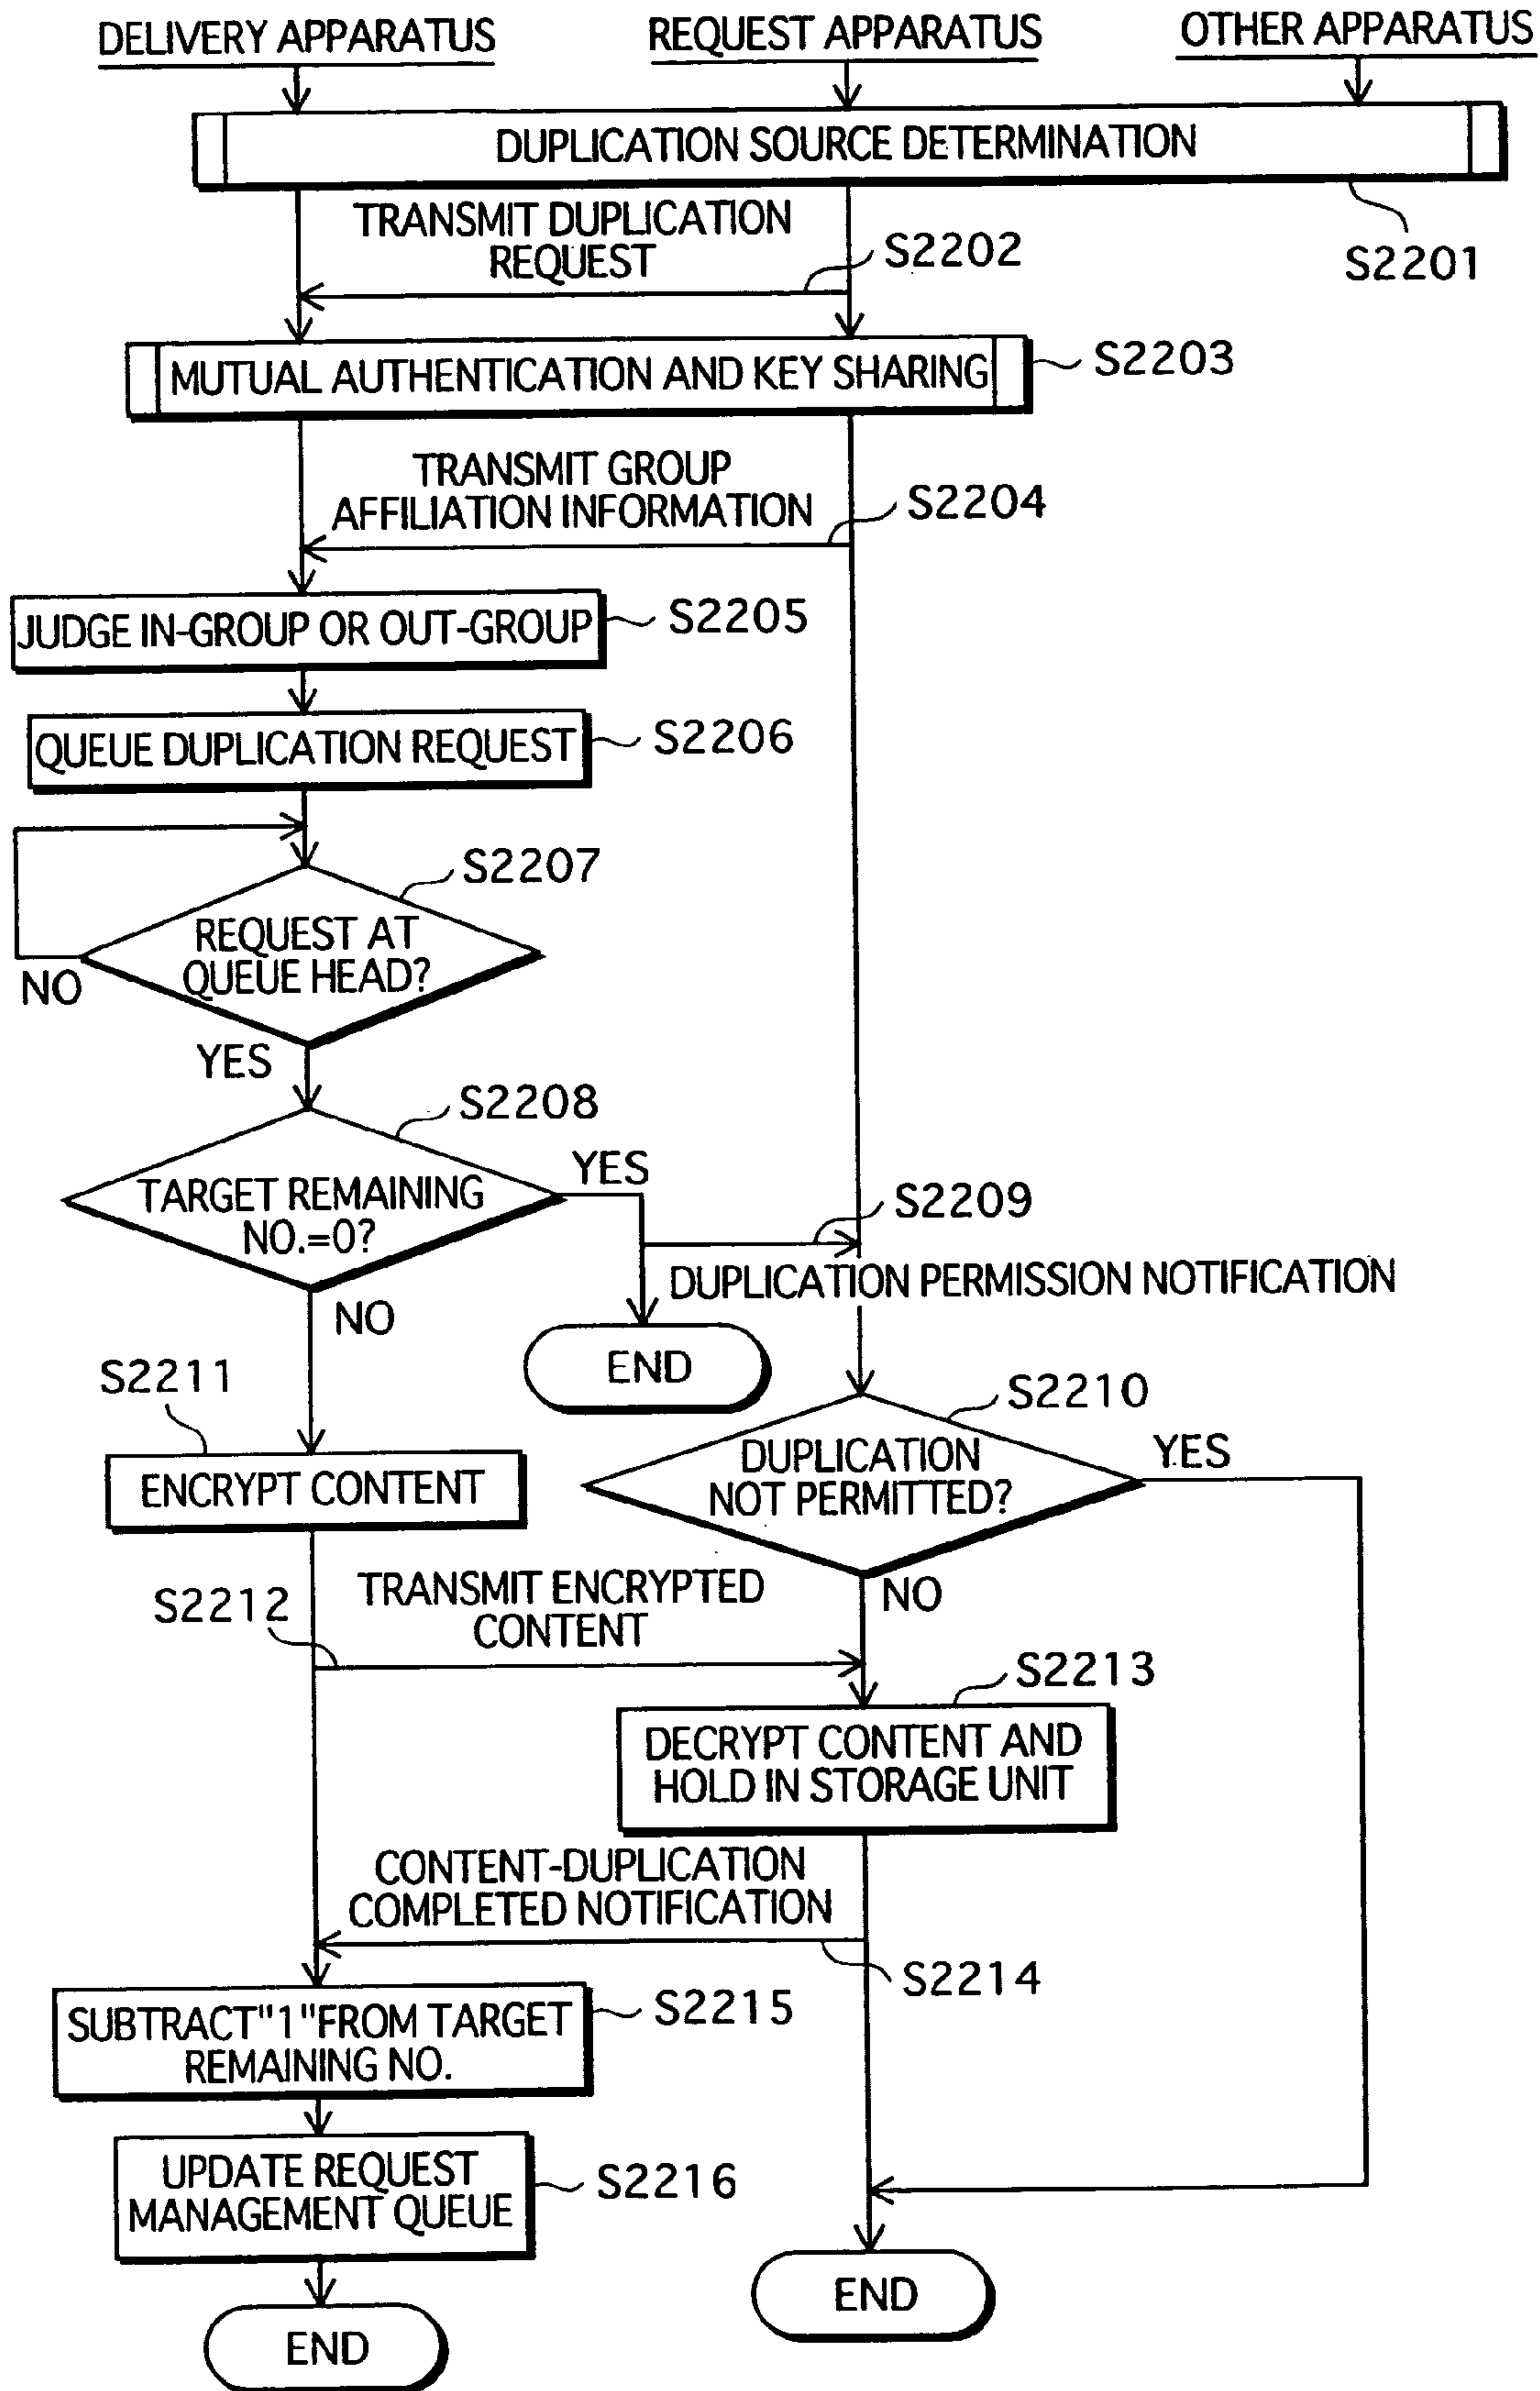 DELIVERY APPARATUS
REQUEST APPARATUS
OTHER APPARATUS
DUPLICATION SOURCE DETERMINATION
S2201
TRANSMIT DUPLICATION
REQUEST
S2202
MUTUAL AUTHENTICATION AND KEY SHARING
S2203
TRANSMIT GROUP
AFFILIATION INFORMATION
S2204
JUDGE IN-GROUP OR OUT-GROUP
S2205
QUEUE DUPLICATION REQUEST
S2206
S2207
REQUEST AT
QUEUE HEAD?
NO
YES
S2208
TARGET REMAINING
NO.=0?
YES
S2209
DUPLICATION PERMISSION NOTIFICATION
NO
END
S2210
DUPLICATION
NOT PERMITTED?
YES
NO
S2211
ENCRYPT CONTENT
S2212
TRANSMIT ENCRYPTED
CONTENT
S2213
DECRYPT CONTENT AND
HOLD IN STORAGE UNIT
CONTENT-DUPLICATION
COMPLETED NOTIFICATION
S2214
SUBTRACT"1"FROM TARGET
REMAINING NO.
S2215
UPDATE REQUEST
MANAGEMENT QUEUE
S2216
END
END